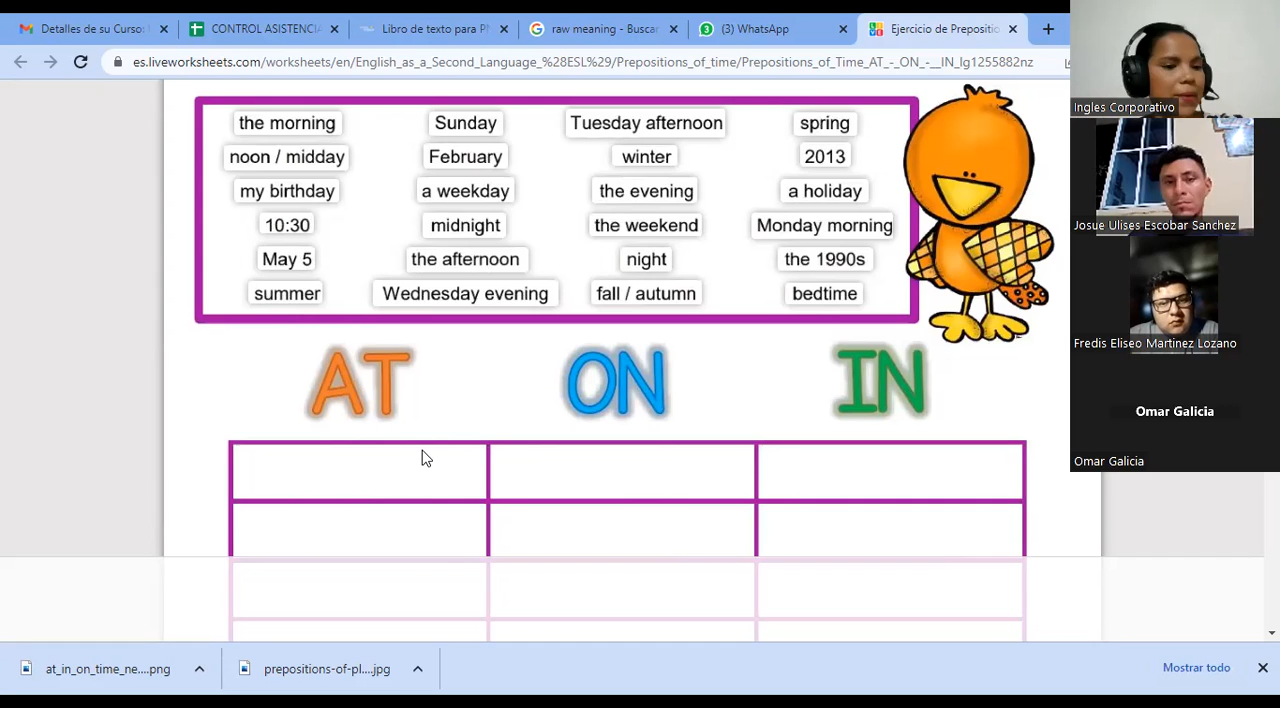 Detalles de su Curso:
CONTROL ASISTENCIA
Libro de texto para PN
raw meaning - Buscar
(3) WhatsApp
Ejercicio de Prepositio
es.liveworksheets.com/worksheets/en/English_as_a_Second_Language_%28ESL%29/Prepositions_of_time/Prepositions_of_Time_AT_-_ON_-__IN_lg1255882nz
Ingles Corporativo
the morning Sunday Tuesday afternoon spring
noon / midday February winter 2013
my birthday a weekday the evening a holiday
10:30 midnight the weekend Monday morning
May 5 the afternoon night the 1990s
summer Wednesday evening fall / autumn bedtime
Josue Ulises Escobar Sanchez
Fredis Eliseo Martinez Lozano
AT ON IN
Omar Galicia
Omar Galicia
at_in_on_time_ne....png
prepositions-of-pl....jpg
Mostrar todo